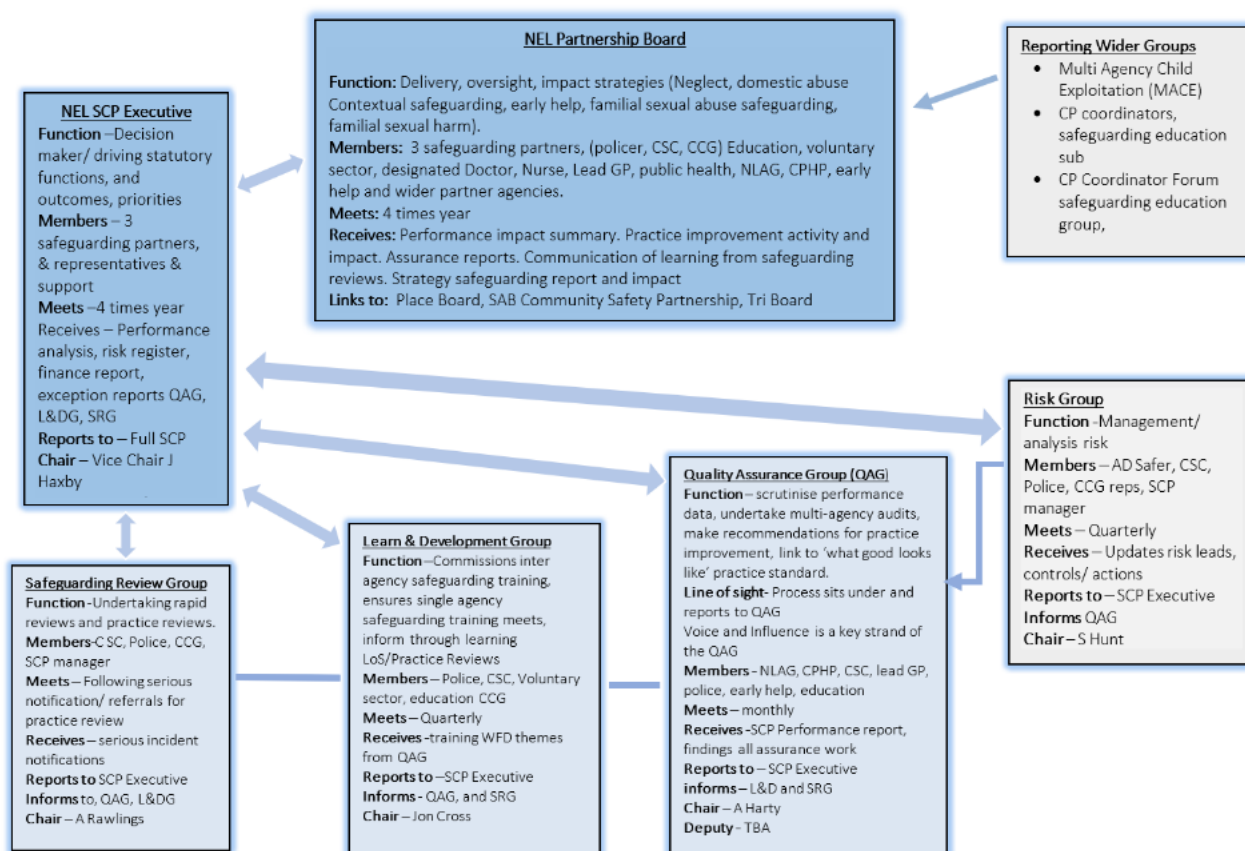 NEL Partnership Board
Function: Delivery, oversight, impact strategies (Neglect, domestic abuse
Contextual safeguarding, early help, familial sexual abuse safeguarding,
familial sexual harm).
Members: 3 safeguarding partners, (policer, CSC, CCG) Education, voluntary
sector, designated Doctor, Nurse, Lead GP, public health, NLAG, CPHP, early
help and wider partner agencies.
Meets: 4 times year
Receives: Performance impact summary. Practice improvement activity and
impact. Assurance reports. Communication of learning from safeguarding
reviews. Strategy safeguarding report and impact
Links to: Place Board, SAB Community Safety Partnership, Tri Board
Reporting Wider Groups
• Multi Agency Child
Exploitation (MACE)
• CP coordinators,
safeguarding education
sub
• CP Coordinator Forum
safeguarding education
group,
NEL SCP Executive
Function –Decision
maker/ driving statutory
functions, and
outcomes, priorities
Members – 3
safeguarding partners,
& representatives &
support
Meets –4 times year
Receives – Performance
analysis, risk register,
finance report,
exception reports QAG,
L&DG, SRG
Reports to – Full SCP
Chair – Vice Chair J
Haxby
Risk Group
Function -Management/
analysis risk
Members – AD Safer, CSC,
Police, CCG reps, SCP
manager
Meets – Quarterly
Receives – Updates risk leads,
controls/ actions
Reports to – SCP Executive
Informs QAG
Chair – S Hunt
Quality Assurance Group (QAG)
Function – scrutinise performance
data, undertake multi-agency audits,
make recommendations for practice
improvement, link to ‘what good looks
like’ practice standard.
Line of sight- Process sits under and
reports to QAG
Voice and Influence is a key strand of
the QAG
Members - NLAG, CPHP, CSC, lead GP,
police, early help, education
Meets – monthly
Receives -SCP Performance report,
findings all assurance work
Reports to – SCP Executive
informs – L&D and SRG
Chair – A Harty
Deputy - TBA
Learn & Development Group
Function –Commissions inter
agency safeguarding training,
ensures single agency
safeguarding training meets,
inform through learning
LoS/Practice Reviews
Members – Police, CSC, Voluntary
sector, education CCG
Meets – Quarterly
Receives -training WFD themes
from QAG
Reports to –SCP Executive
Informs - QAG, and SRG
Chair – Jon Cross
Safeguarding Review Group
Function -Undertaking rapid
reviews and practice reviews.
Members-C SC, Police, CCG,
SCP manager
Meets – Following serious
notification/ referrals for
practice review
Receives – serious incident
notifications
Reports to SCP Executive
Informs to, QAG, L&DG
Chair – A Rawlings